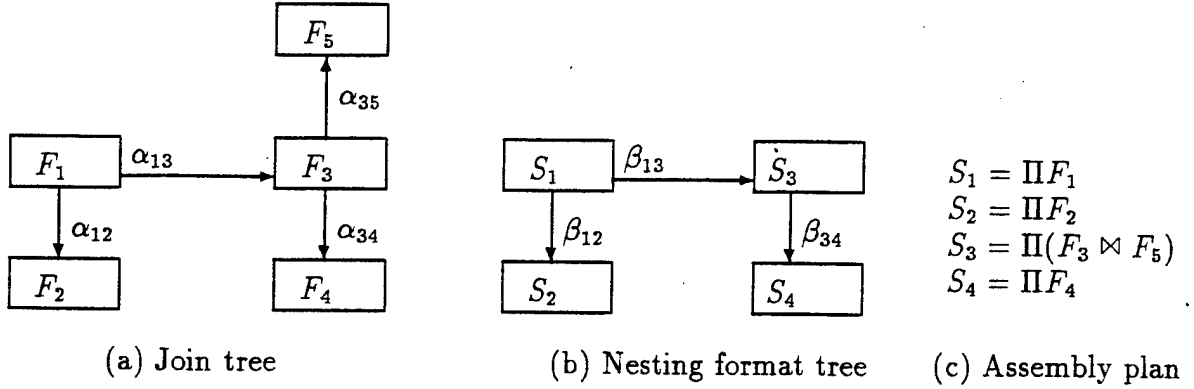 F₅
α₃₅
F₁
α₁₃
F₃
α₁₂
α₃₄
F₂
F₄
(a) Join tree
S₁
β₁₃
S₃
β₁₂
β₃₄
S₂
S₄
(b) Nesting format tree
S₁ = ΠF₁
S₂ = ΠF₂
S₃ = Π(F₃ ⋈ F₅)
S₄ = ΠF₄
(c) Assembly plan